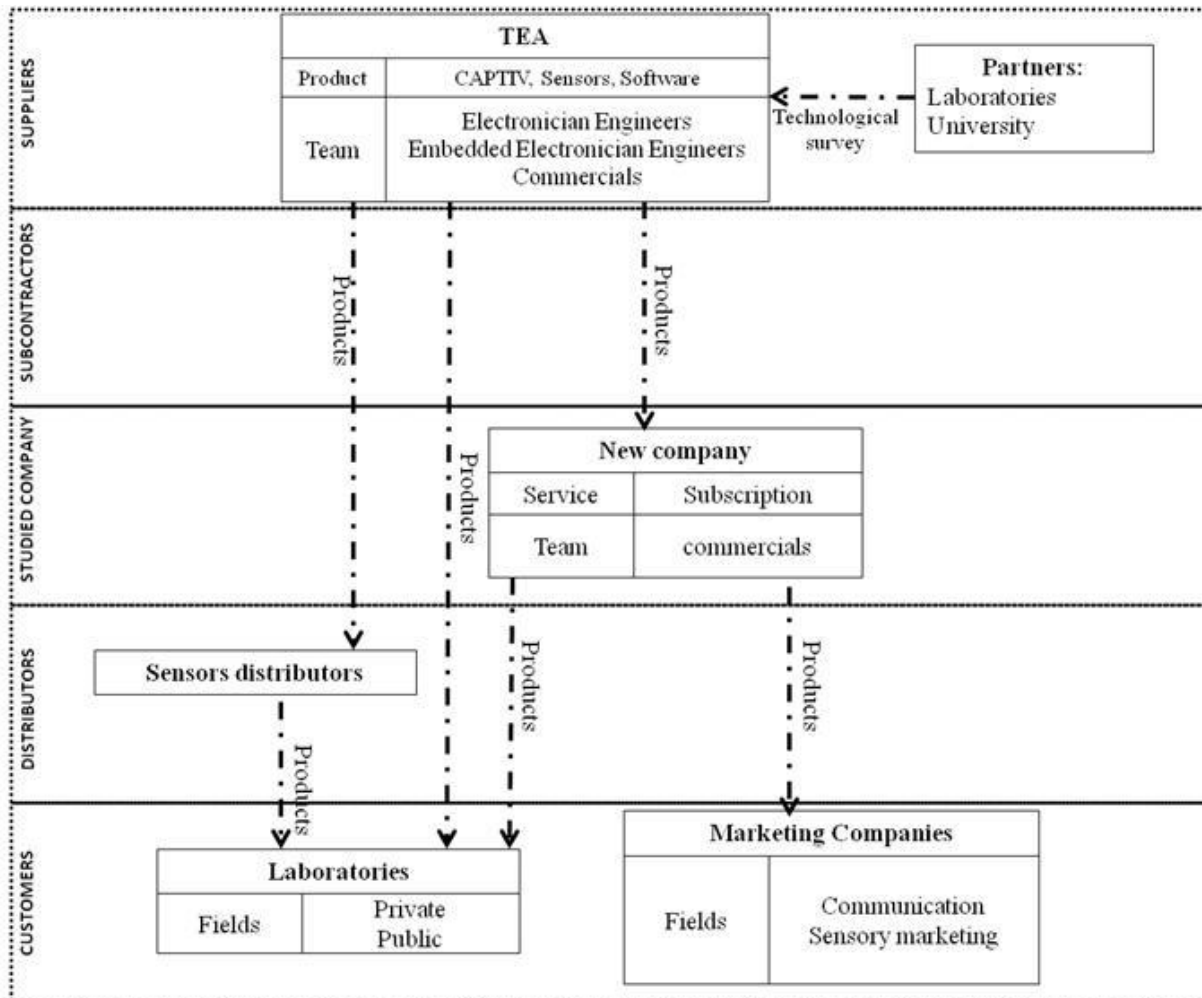 SUPPLIERS
TEA
Product
CAPTIV, Sensors, Software
Team
Electronician Engineers
Embedded Electronician Engineers
Commercials
Partners:
Laboratories
University
Technological
survey
SUBCONTRACTORS
Products
Products
STUDIED COMPANY
Products
New company
Service
Subscription
Team
commercials
DISTRIBUTORS
Sensors distributors
Products
Products
Products
CUSTOMERS
Laboratories
Fields
Private
Public
Marketing Companies
Fields
Communication
Sensory marketing